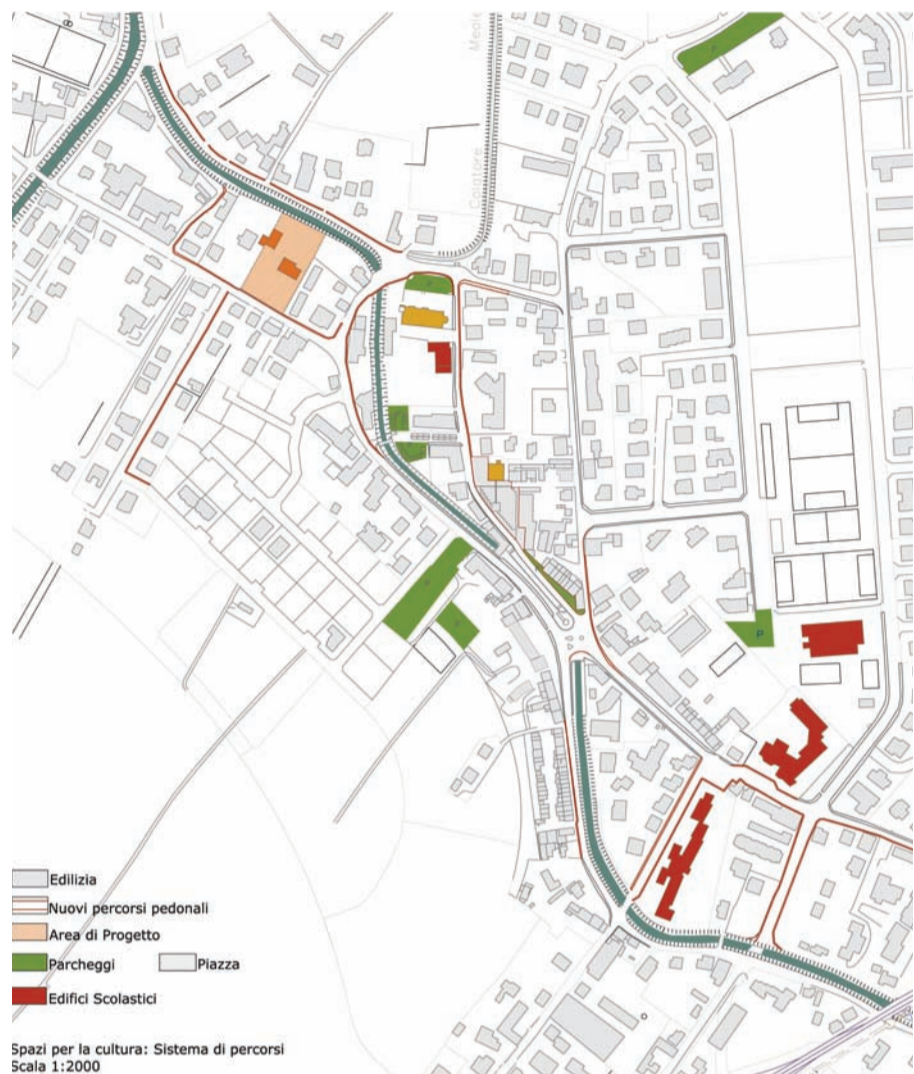 P
Colatore
P
P
Edilizia
Nuovi percorsi pedonali
Area di Progetto
Parcheggi
Piazza
Edifici Scolastici
Spazi per la cultura: Sistema di percorsi
Scala 1:2000